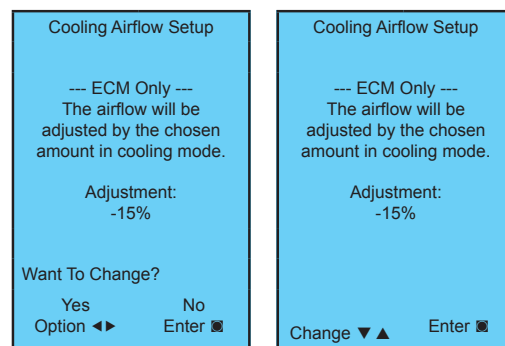 Cooling Airflow Setup
--- ECM Only ---
The airflow will be
adjusted by the chosen
amount in cooling mode.
Adjustment:
-15%
Want To Change?
Yes No
Option ◄► Enter ◙
Cooling Airflow Setup
--- ECM Only ---
The airflow will be
adjusted by the chosen
amount in cooling mode.
Adjustment:
-15%
Change ▼ ▲ Enter ◙